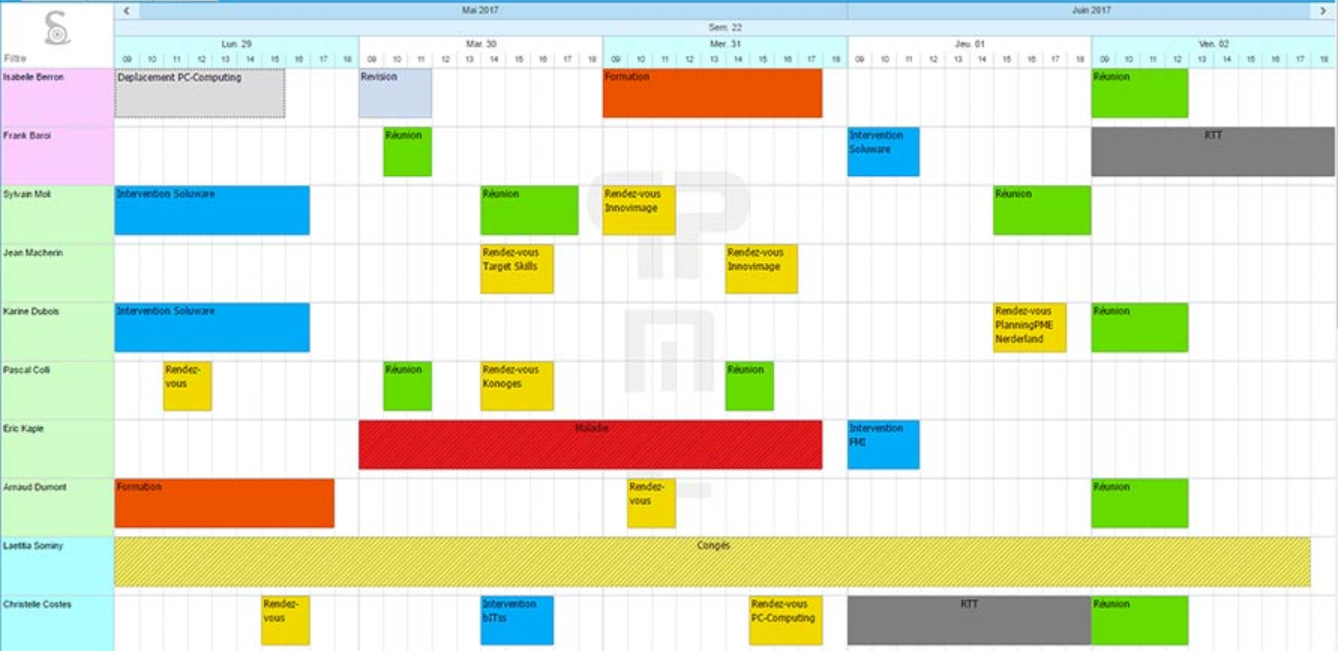 Mai 2017 Juin 2017
Sem. 22
Lun. 29 Mar. 30 Mer. 31 Jeu. 01 Ven. 02
Filtre 09 10 11 12 13 14 15 16 17 18 09 10 11 12 13 14 15 16 17 18 09 10 11 12 13 14 15 16 17 18 09 10 11 12 13 14 15 16 17 18 09 10 11 12 13 14 15 16 17 18
Isabelle Berron Deplacement PC-Computing Revision Formation Réunion
Frank Baroi Réunion Intervention RTT
Soluware
Sylvain Moli Intervention Soluware Réunion Rendez-vous Réunion
Innovimage
Jean Macherin Rendez-vous Rendez-vous
Target Skills Innovimage
Karine Dubois Intervention Soluware Rendez-vous Réunion
PlanningPME
Nerderland
Pascal Colli Rendez- Réunion Rendez-vous Réunion
vous Konoges
Eric Kaple Maladie Intervention
FMI
Arnaud Dumont Formation Rendez- Réunion
vous
Laetitia Sominy Congés
Christelle Costes Rendez- Intervention Rendez-vous RTT Réunion
vous bITss PC-Computing